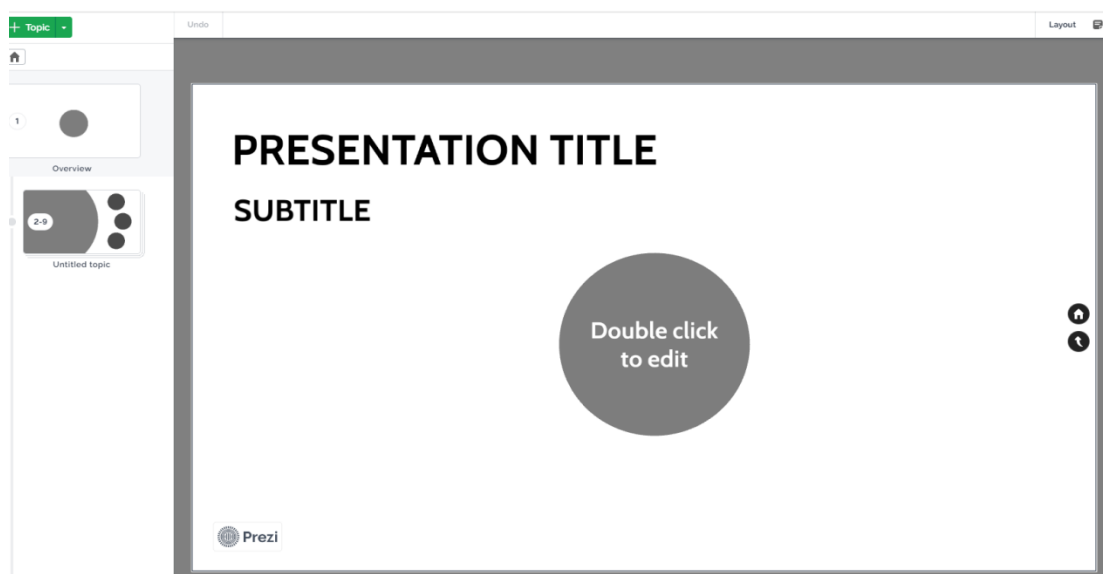 + Topic
Undo
Layout
1
Overview
2-9
Untitled topic
PRESENTATION TITLE
SUBTITLE
Double click
to edit
Prezi